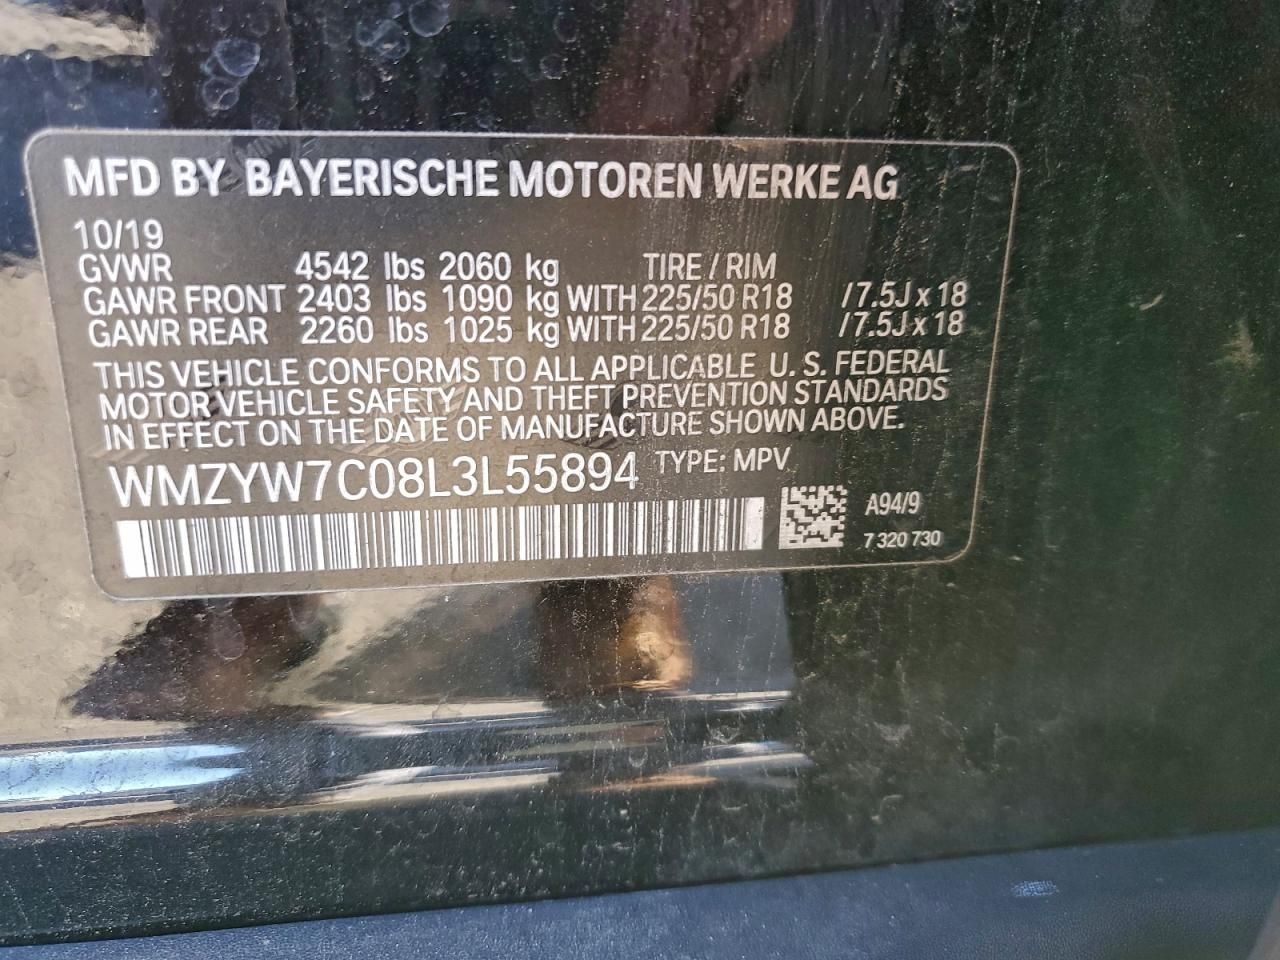 MFD BY BAYERISCHE MOTOREN WERKE AG
10/19
GVWR 4542 lbs 2060 kg TIRE / RIM
GAWR FRONT 2403 lbs 1090 kg WITH 225/50 R18 /7.5J x 18
GAWR REAR 2260 lbs 1025 kg WITH 225/50 R18 /7.5J x 18
THIS VEHICLE CONFORMS TO ALL APPLICABLE U. S. FEDERAL
MOTOR VEHICLE SAFETY AND THEFT PREVENTION STANDARDS
IN EFFECT ON THE DATE OF MANUFACTURE SHOWN ABOVE.
WMZYW7C08L3L55894 TYPE: MPV
A94/9
7 320 730